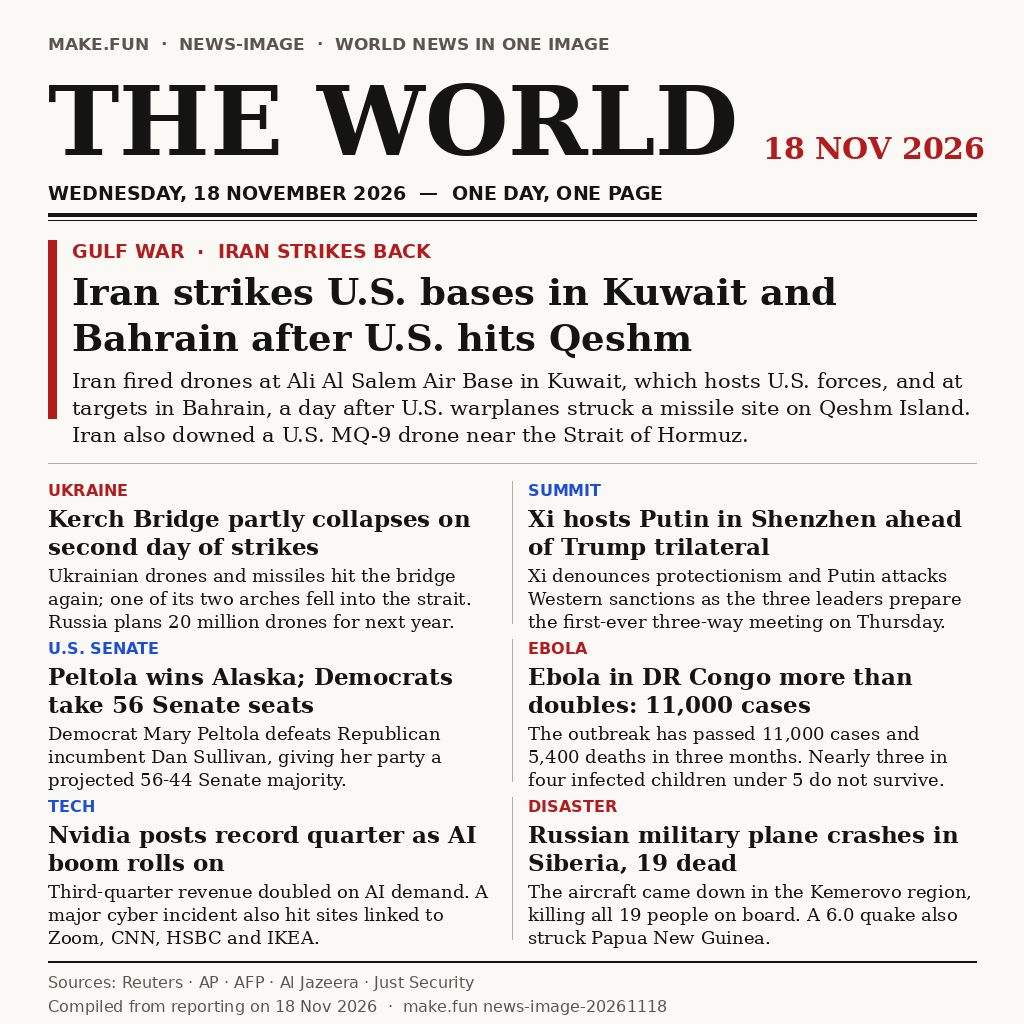 MAKE.FUN · NEWS-IMAGE · WORLD NEWS IN ONE IMAGE
THE WORLD
18 NOV 2026
WEDNESDAY, 18 NOVEMBER 2026 — ONE DAY, ONE PAGE
GULF WAR · IRAN STRIKES BACK
Iran strikes U.S. bases in Kuwait and
Bahrain after U.S. hits Qeshm
Iran fired drones at Ali Al Salem Air Base in Kuwait, which hosts U.S. forces, and at
targets in Bahrain, a day after U.S. warplanes struck a missile site on Qeshm Island.
Iran also downed a U.S. MQ-9 drone near the Strait of Hormuz.
UKRAINE
Kerch Bridge partly collapses on
second day of strikes
Ukrainian drones and missiles hit the bridge
again; one of its two arches fell into the strait.
Russia plans 20 million drones for next year.
SUMMIT
Xi hosts Putin in Shenzhen ahead
of Trump trilateral
Xi denounces protectionism and Putin attacks
Western sanctions as the three leaders prepare
the first-ever three-way meeting on Thursday.
U.S. SENATE
Peltola wins Alaska; Democrats
take 56 Senate seats
Democrat Mary Peltola defeats Republican
incumbent Dan Sullivan, giving her party a
projected 56-44 Senate majority.
EBOLA
Ebola in DR Congo more than
doubles: 11,000 cases
The outbreak has passed 11,000 cases and
5,400 deaths in three months. Nearly three in
four infected children under 5 do not survive.
TECH
Nvidia posts record quarter as AI
boom rolls on
Third-quarter revenue doubled on AI demand. A
major cyber incident also hit sites linked to
Zoom, CNN, HSBC and IKEA.
DISASTER
Russian military plane crashes in
Siberia, 19 dead
The aircraft came down in the Kemerovo region,
killing all 19 people on board. A 6.0 quake also
struck Papua New Guinea.
Sources: Reuters · AP · AFP · Al Jazeera · Just Security
Compiled from reporting on 18 Nov 2026 · make.fun news-image-20261118